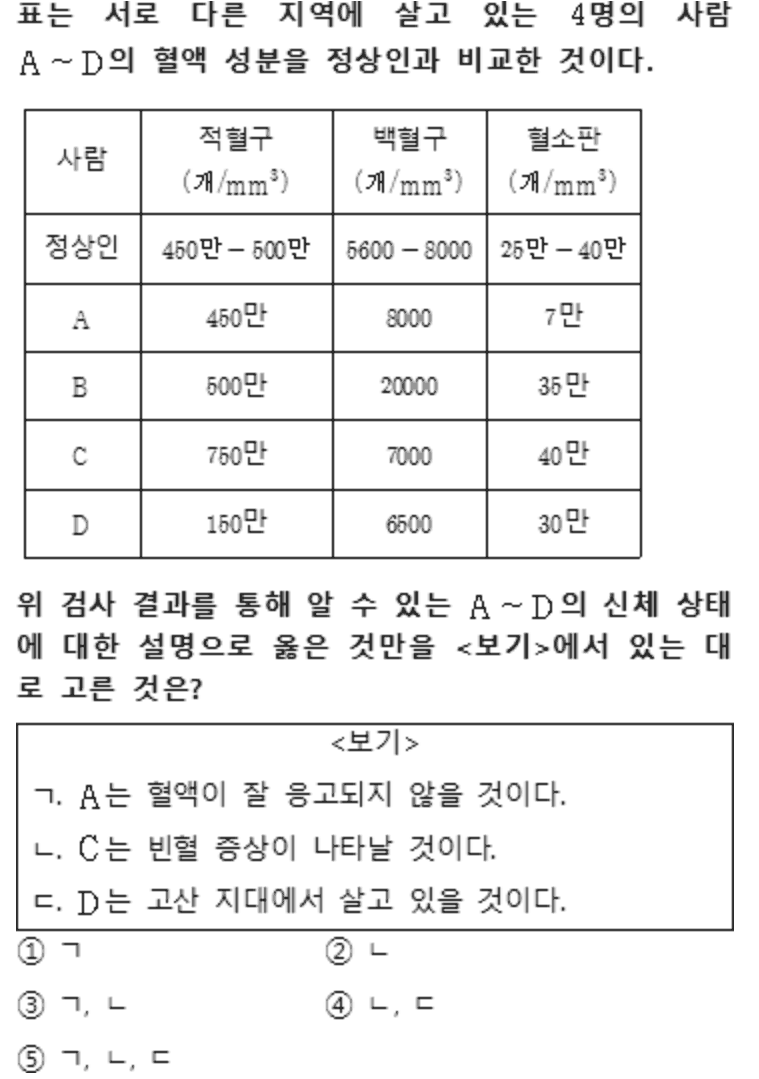 표는 서로 다른 지역에 살고 있는 4명의 사람
A ~ D의 혈액 성분을 정상인과 비교한 것이다.
사람 적혈구 (개/mm³) 백혈구 (개/mm³) 혈소판 (개/mm³)
정상인 450만 - 500만 5600 - 8000 25만 - 40만
A 450만 8000 7만
B 500만 20000 35만
C 750만 7000 40만
D 150만 6500 30만
위 검사 결과를 통해 알 수 있는 A ~ D의 신체 상태
에 대한 설명으로 옳은 것만을 <보기>에서 있는 대
로 고른 것은?
<보기>
ㄱ. A는 혈액이 잘 응고되지 않을 것이다.
ㄴ. C는 빈혈 증상이 나타날 것이다.
ㄷ. D는 고산 지대에서 살고 있을 것이다.
① ㄱ ② ㄴ
③ ㄱ, ㄴ ④ ㄴ, ㄷ
⑤ ㄱ, ㄴ, ㄷ